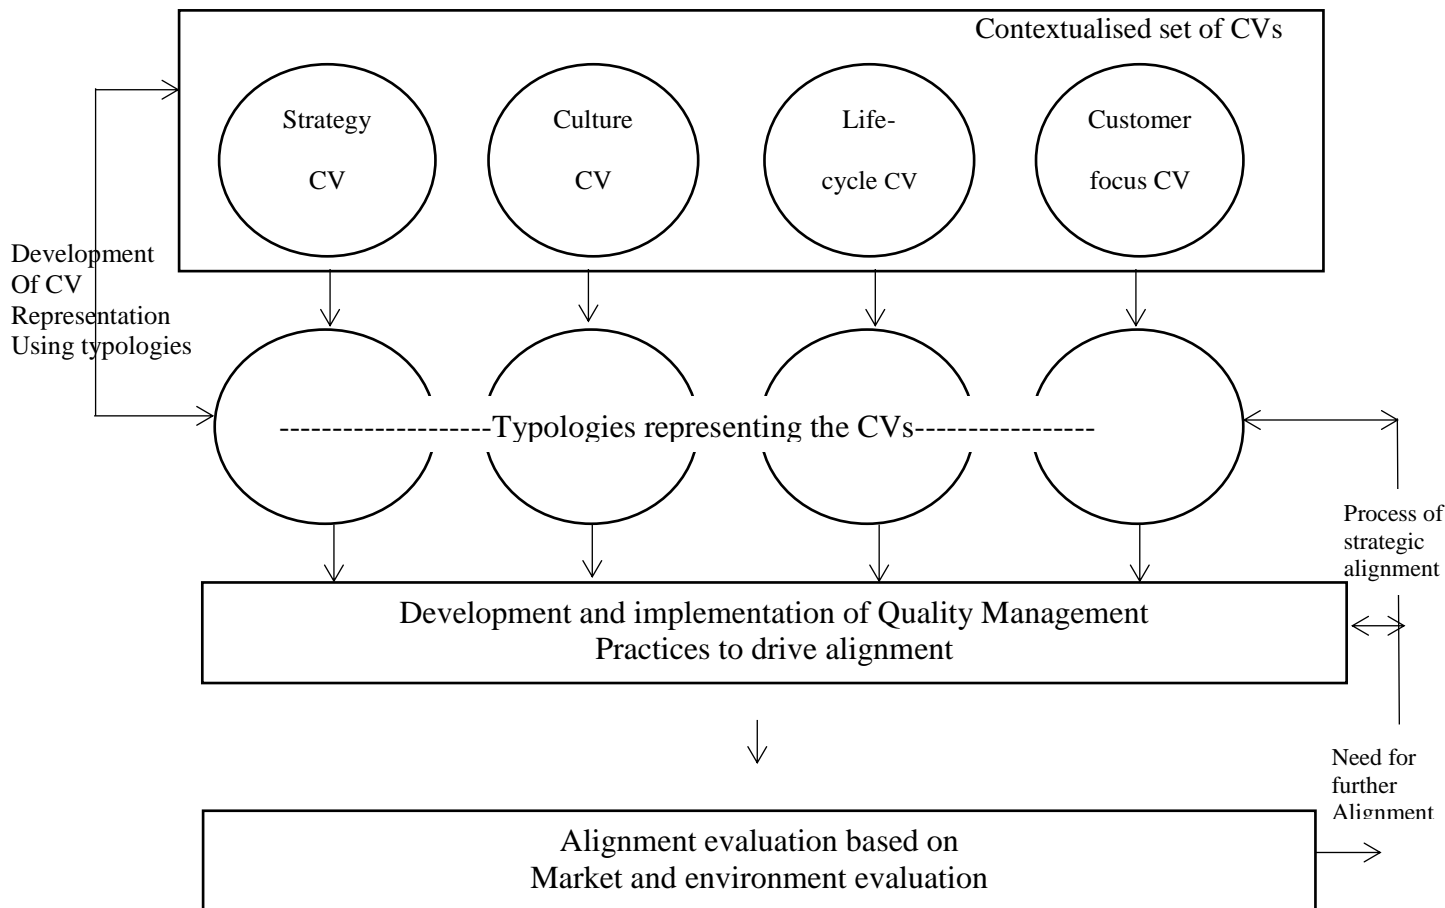 Contextualised set of CVs
Strategy
CV
Culture
CV
Life-
cycle CV
Customer
focus CV
Development
Of CV
Representation
Using typologies
--------------------Typologies representing the CVs-----------------
Process of
strategic
alignment
Development and implementation of Quality Management
Practices to drive alignment
Need for
further
Alignment
Alignment evaluation based on
Market and environment evaluation